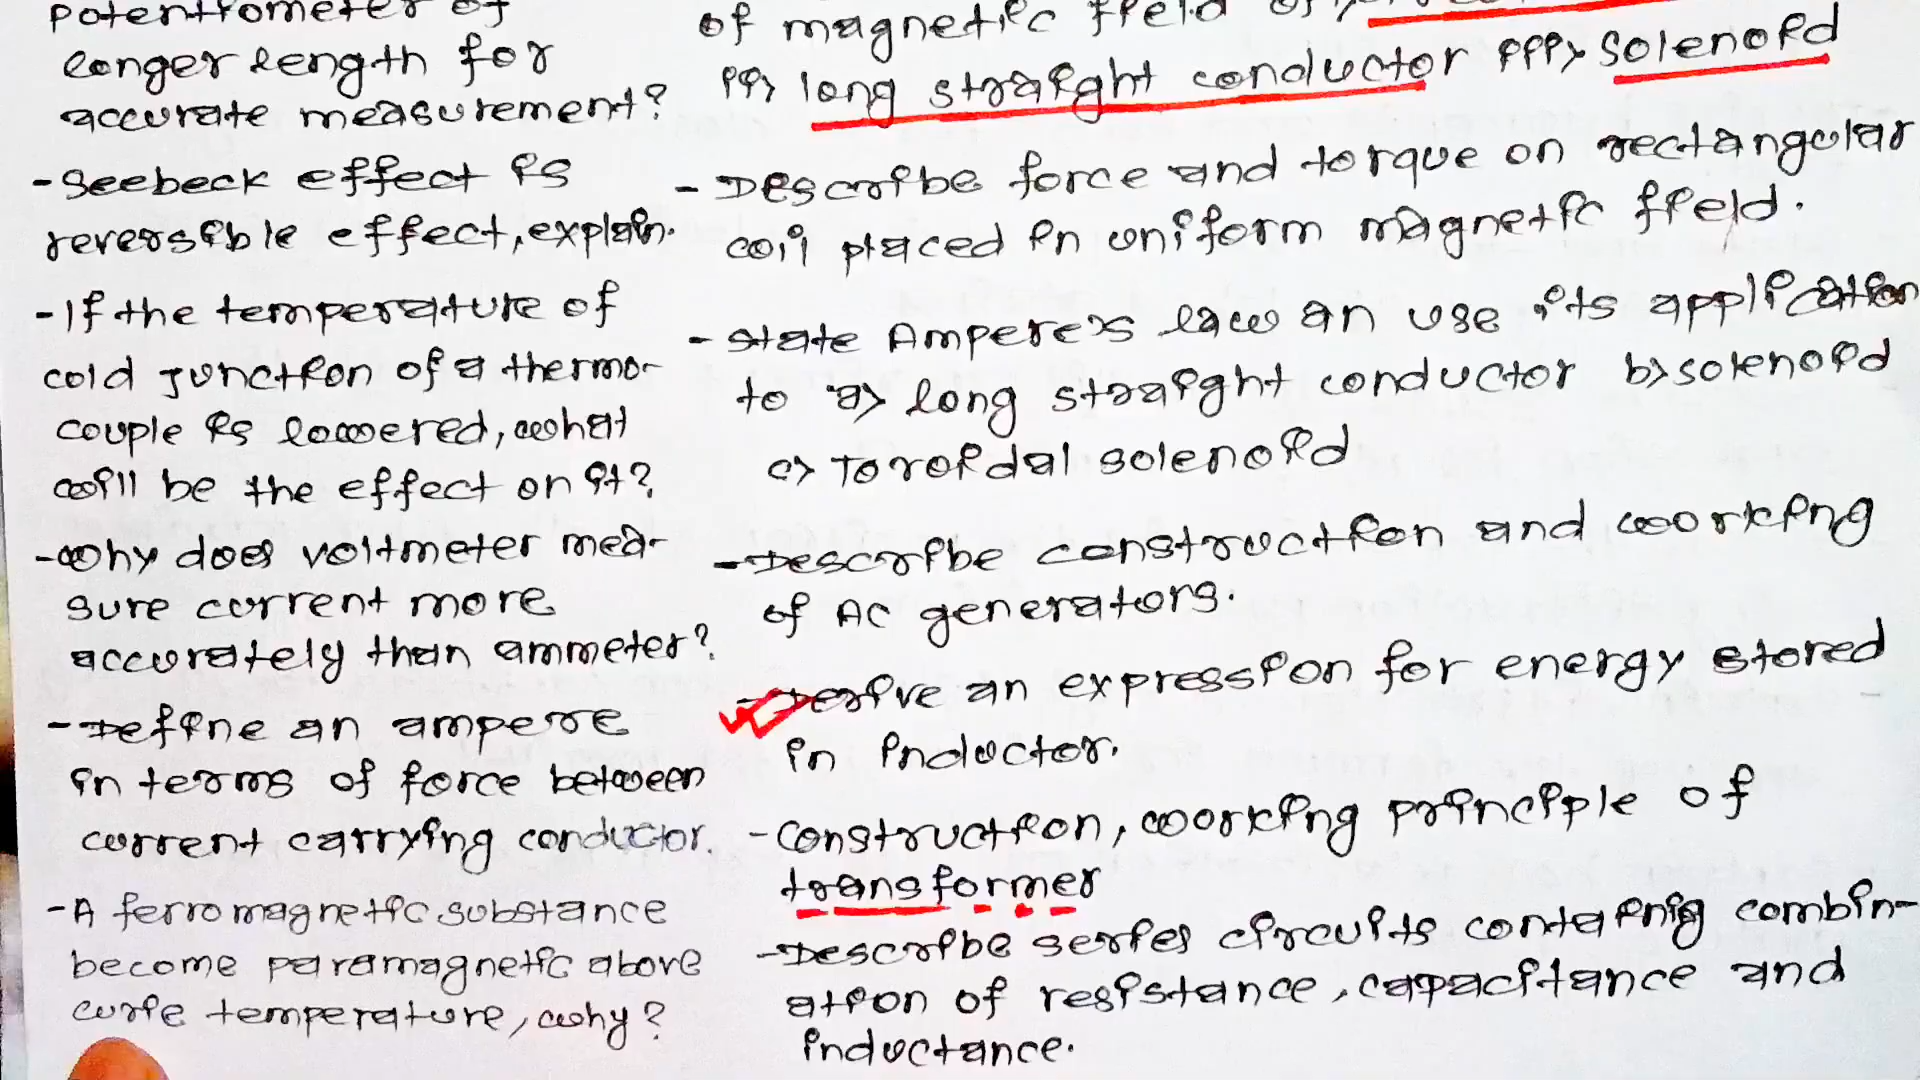 potentiometer of
longer length for
accurate measurement?
- Seebeck effect is
reversible effect, explain.
- If the temperature of
cold junction of a thermo-
couple is lowered, what
will be the effect on it?
- Why does voltmeter mea-
sure current more
accurately than ammeter?
- Define an ampere
in terms of force between
current carrying conductor.
- A ferromagnetic substance
become paramagnetic above
curie temperature, why?
of magnetic field of
ii> long straight conductor iii> Solenoid
- Describe force and torque on rectangular
coil placed in uniform magnetic field.
- State Ampere's law an use its application
to a> long straight conductor b> solenoid
c> Toroidal solenoid
- Describe construction and working
of AC generators.
- Derive an expression for energy stored
in inductor.
- Construction, working principle of
transformer
- Describe series circuits containig combin-
ation of resistance, capacitance and
inductance.